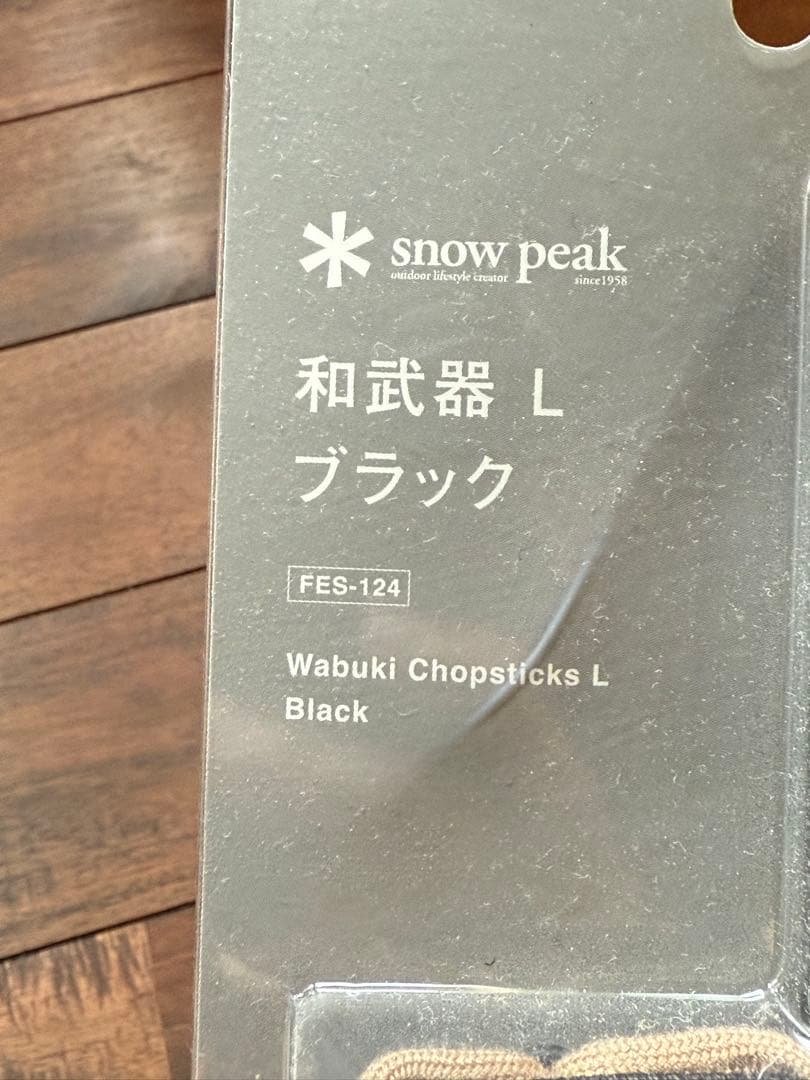 snow peak
outdoor lifestyle creator
since1958
和武器 L
ブラック
FES-124
Wabuki Chopsticks L
Black